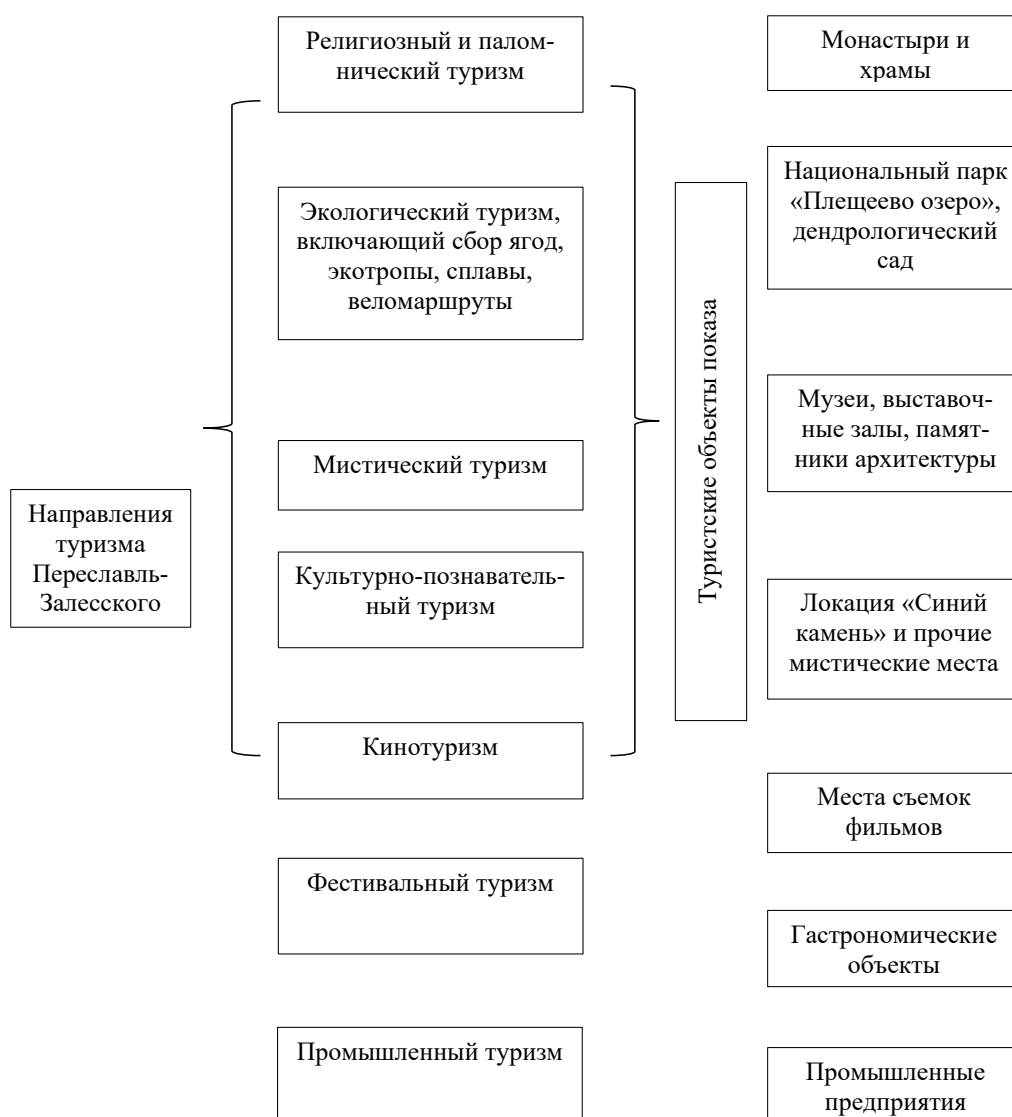 Направления
туризма
Переславль-
Залесского
Религиозный и палом-
нический туризм
Экологический туризм,
включающий сбор ягод,
экотропы, сплавы,
веломаршруты
Мистический туризм
Культурно-познаватель-
ный туризм
Кинотуризм
Фестивальный туризм
Промышленный туризм
Туристские объекты показа
Монастыри и
храмы
Национальный парк
«Плещеево озеро»,
дендрологический
сад
Музеи, выставоч-
ные залы, памят-
ники архитектуры
Локация «Синий
камень» и прочие
мистические места
Места съемок
фильмов
Гастрономические
объекты
Промышленные
предприятия